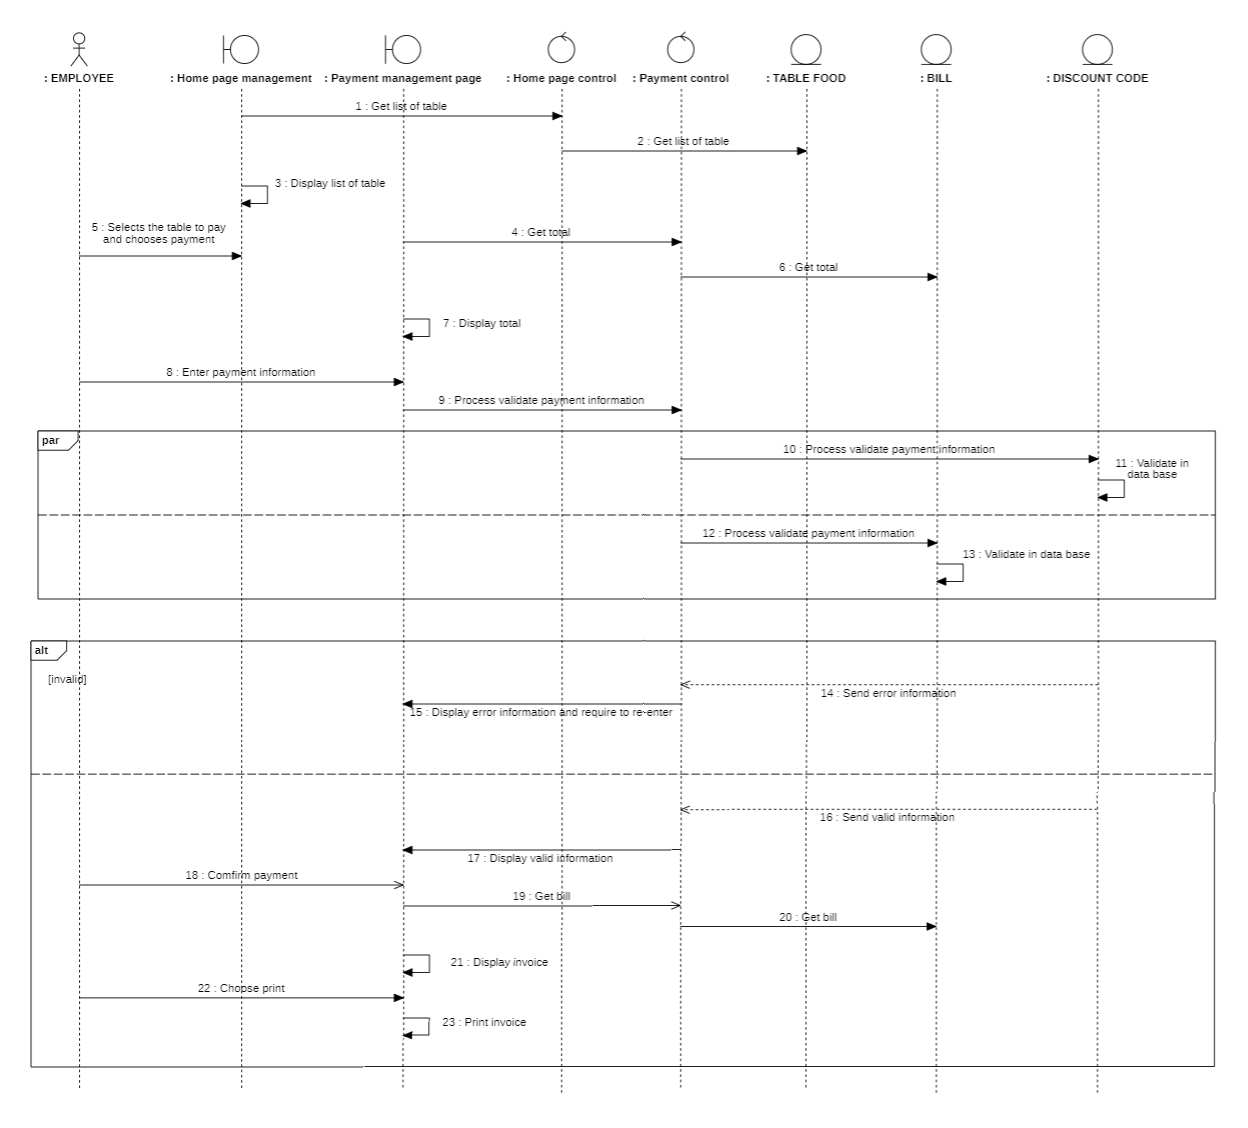 : EMPLOYEE
: Home page management
: Payment management page
: Home page control
: Payment control
: TABLE FOOD
: BILL
: DISCOUNT CODE
1 : Get list of table
2 : Get list of table
3 : Display list of table
5 : Selects the table to pay
and chooses payment
4 : Get total
6 : Get total
7 : Display total
8 : Enter payment information
9 : Process validate payment information
par
10 : Process validate payment information
11 : Validate in
data base
12 : Process validate payment information
13 : Validate in data base
alt
[invalid]
14 : Send error information
15 : Display error information and require to re-enter
16 : Send valid information
17 : Display valid information
18 : Comfirm payment
19 : Get bill
20 : Get bill
21 : Display invoice
22 : Choose print
23 : Print invoice